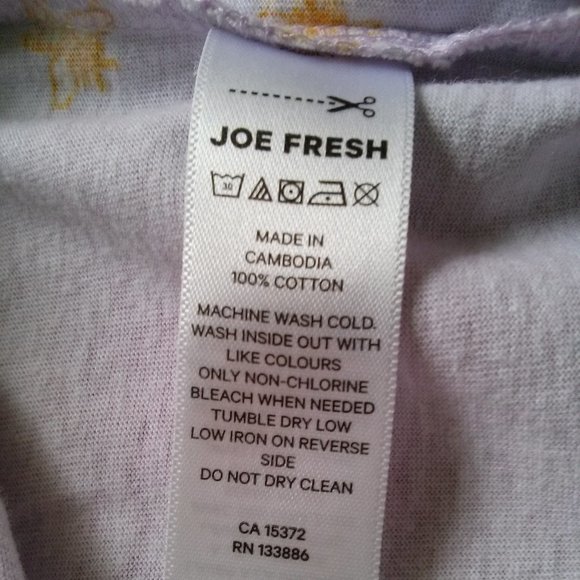 JOE FRESH
30
MADE IN
CAMBODIA
100% COTTON
MACHINE WASH COLD.
WASH INSIDE OUT WITH
LIKE COLOURS
ONLY NON-CHLORINE
BLEACH WHEN NEEDED
TUMBLE DRY LOW
LOW IRON ON REVERSE
SIDE
DO NOT DRY CLEAN
CA 15372
RN 133886